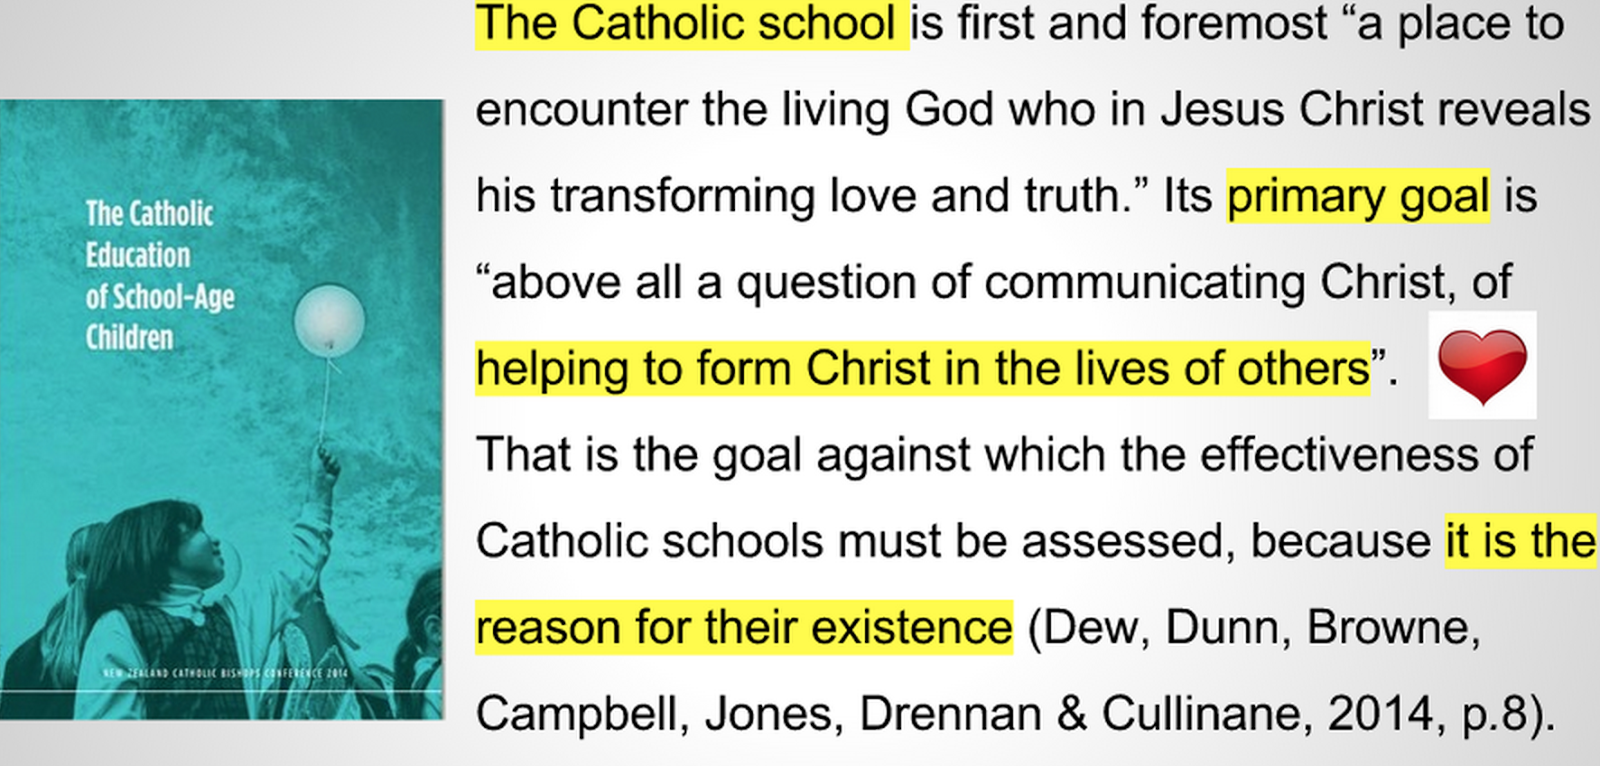 The Catholic school is first and foremost “a place to
encounter the living God who in Jesus Christ reveals
his transforming love and truth.” Its primary goal is
“above all a question of communicating Christ, of
helping to form Christ in the lives of others”.
That is the goal against which the effectiveness of
Catholic schools must be assessed, because it is the
reason for their existence (Dew, Dunn, Browne,
Campbell, Jones, Drennan & Cullinane, 2014, p.8).
The Catholic
Education
of School-Age
Children
NEW ZEALAND CATHOLIC BISHOPS CONFERENCE 2014